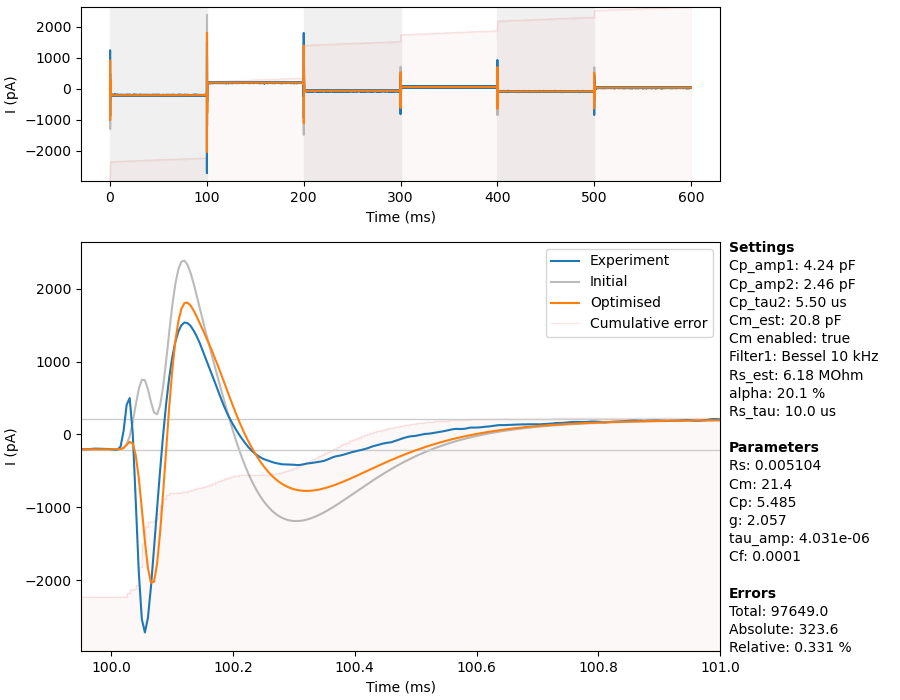 2000
1000
0
−1000
−2000
I (pA)
0 100 200 300 400 500 600
Time (ms)
2000
1000
0
−1000
−2000
I (pA)
100.0 100.2 100.4 100.6 100.8 101.0
Time (ms)
Experiment
Initial
Optimised
Cumulative error
Settings
Cp_amp1: 4.24 pF
Cp_amp2: 2.46 pF
Cp_tau2: 5.50 us
Cm_est: 20.8 pF
Cm enabled: true
Filter1: Bessel 10 kHz
Rs_est: 6.18 MOhm
alpha: 20.1 %
Rs_tau: 10.0 us
Parameters
Rs: 0.005104
Cm: 21.4
Cp: 5.485
g: 2.057
tau_amp: 4.031e-06
Cf: 0.0001
Errors
Total: 97649.0
Absolute: 323.6
Relative: 0.331 %